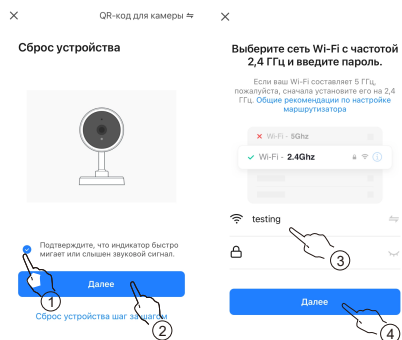 QR-код для камеры
Сброс устройства
Подтвердите, что индикатор быстро
мигает или слышен звуковой сигнал.
Далее
Сброс устройства шаг за шагом
1
2
Выберите сеть Wi-Fi с частотой
2,4 ГГц и введите пароль.
Если ваш Wi-Fi составляет 5 ГГц,
пожалуйста, сначала установите его на 2,4
ГГц. Общие рекомендации по настройке
маршрутизатора
Wi-Fi - 5Ghz
Wi-Fi - 2.4Ghz
testing
3
Далее
4